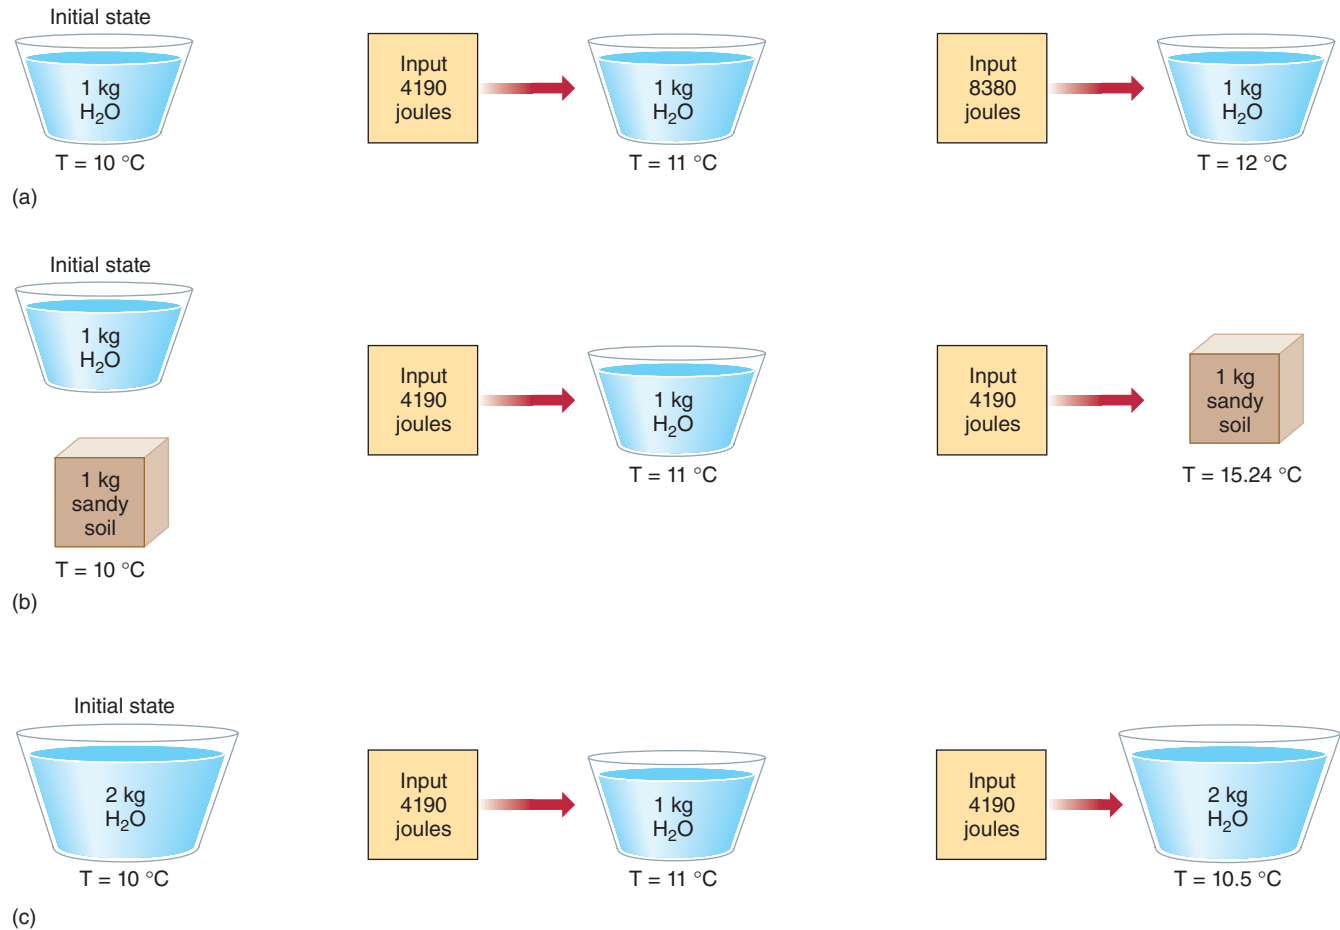 Initial state
1 kg
H₂O
T = 10 °C
Input
4190
joules
1 kg
H₂O
T = 11 °C
Input
8380
joules
1 kg
H₂O
T = 12 °C
(a)
Initial state
1 kg
H₂O
1 kg
sandy
soil
T = 10 °C
Input
4190
joules
1 kg
H₂O
T = 11 °C
Input
4190
joules
1 kg
sandy
soil
T = 15.24 °C
(b)
Initial state
2 kg
H₂O
T = 10 °C
Input
4190
joules
1 kg
H₂O
T = 11 °C
Input
4190
joules
2 kg
H₂O
T = 10.5 °C
(c)